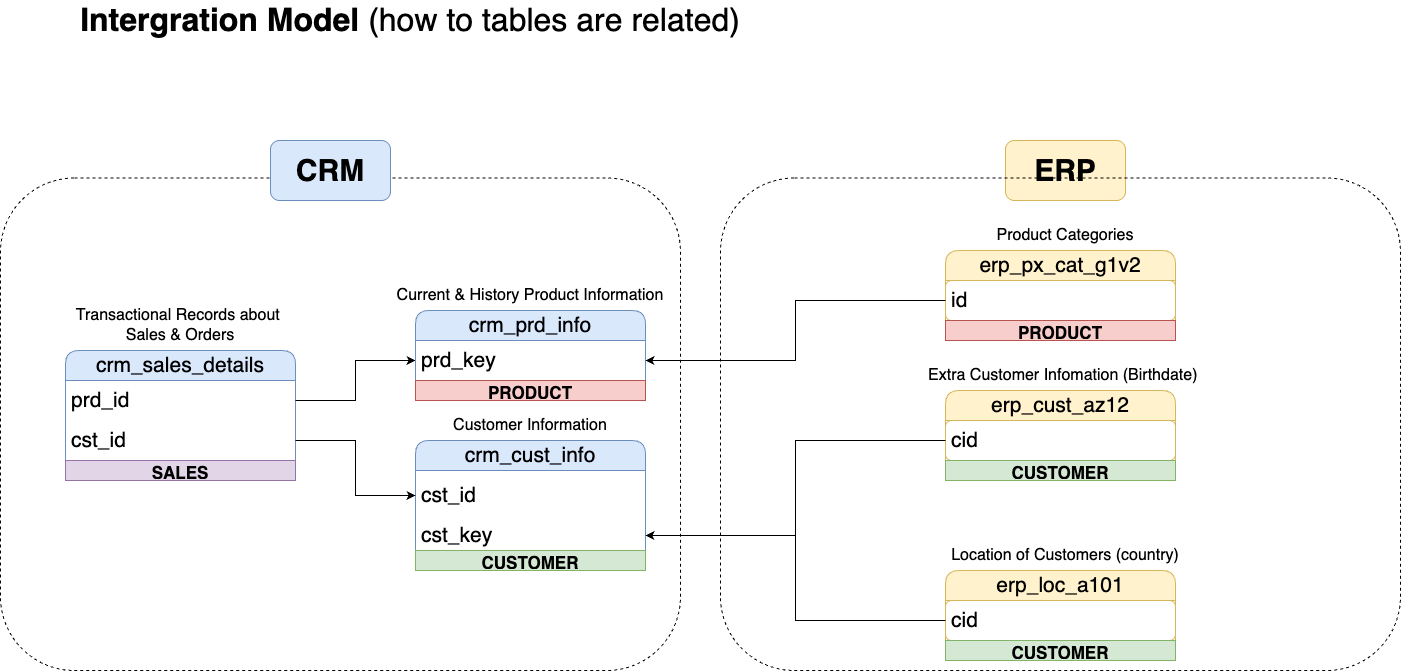 Intergration Model (how to tables are related)
CRM
Transactional Records about
Sales & Orders
crm_sales_details
prd_id
cst_id
SALES
Current & History Product Information
crm_prd_info
prd_key
PRODUCT
Customer Information
crm_cust_info
cst_id
cst_key
CUSTOMER
ERP
Product Categories
erp_px_cat_g1v2
id
PRODUCT
Extra Customer Infomation (Birthdate)
erp_cust_az12
cid
CUSTOMER
Location of Customers (country)
erp_loc_a101
cid
CUSTOMER